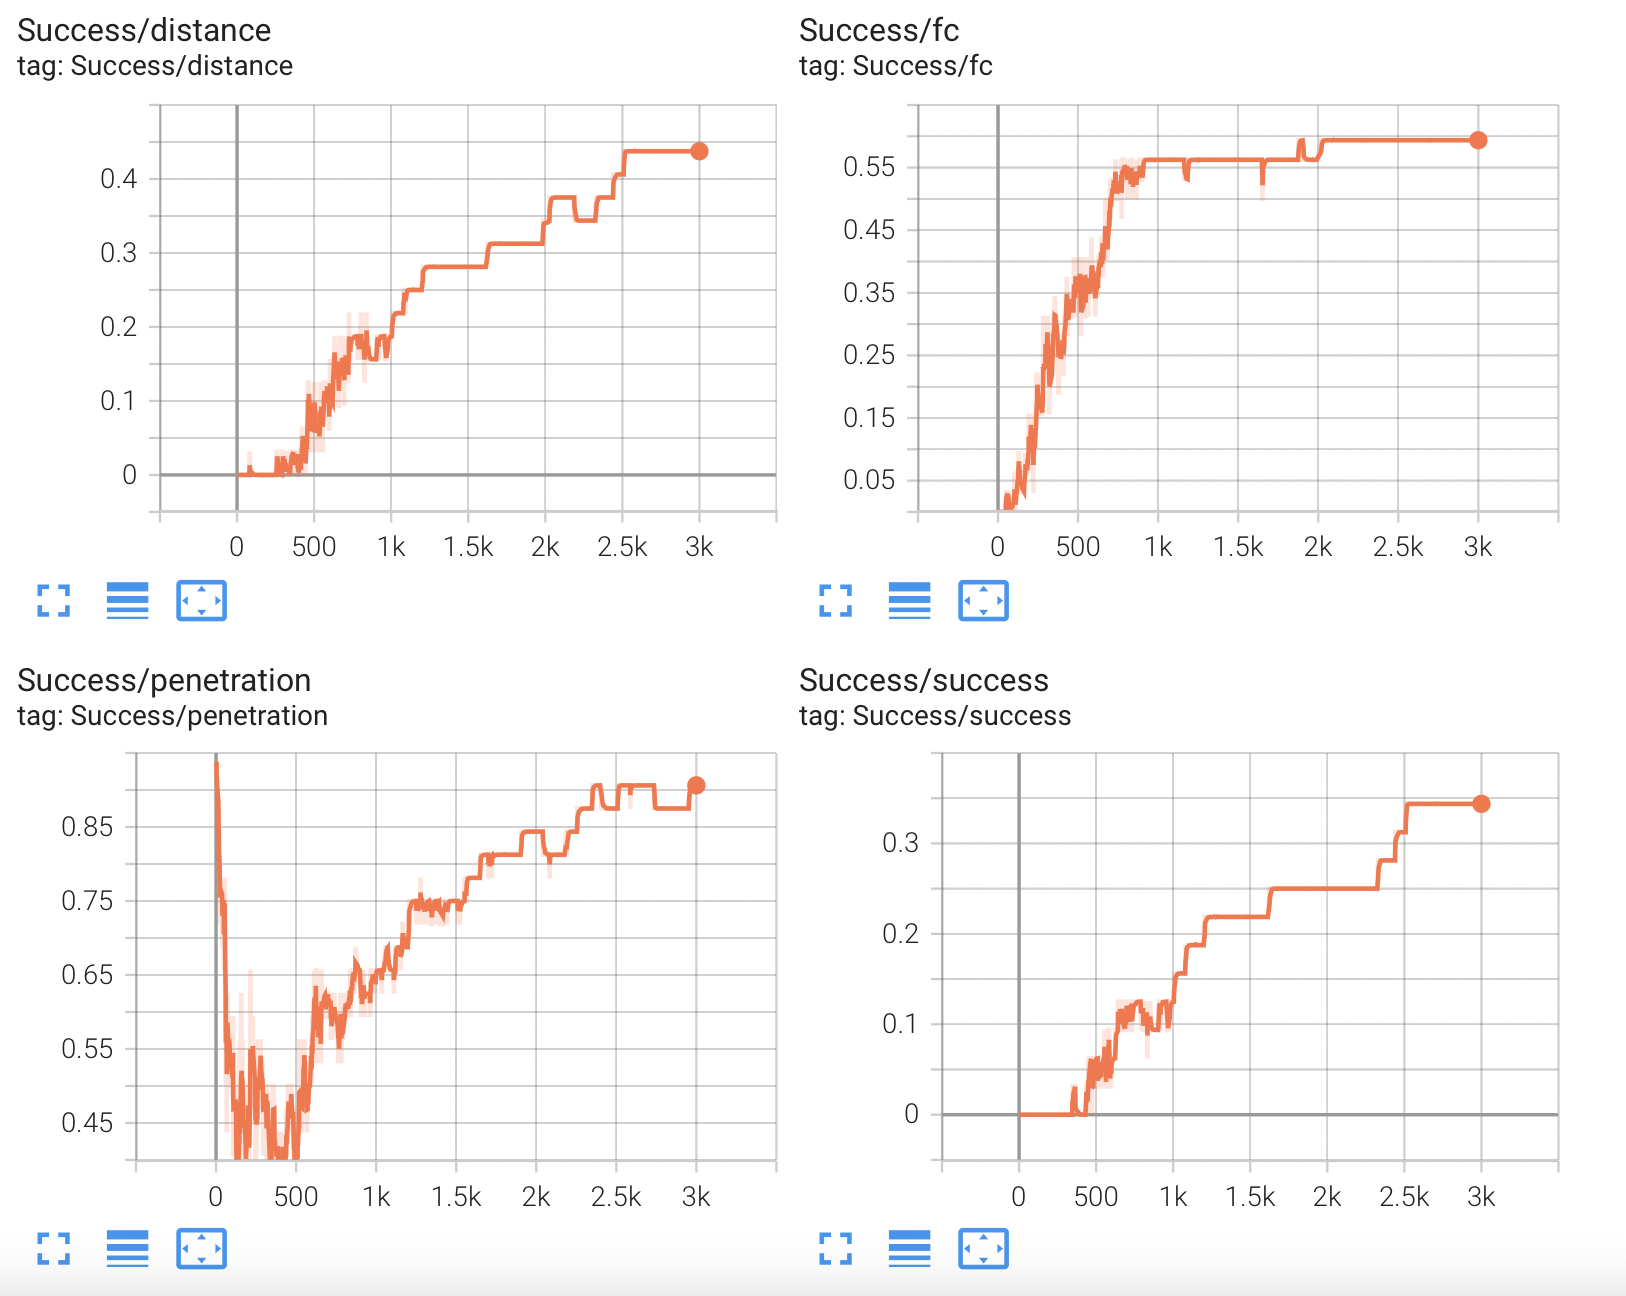 Success/distance
tag: Success/distance
0.4
0.3
0.2
0.1
0
0 500 1k 1.5k 2k 2.5k 3k
Success/fc
tag: Success/fc
0.55
0.45
0.35
0.25
0.15
0.05
0 500 1k 1.5k 2k 2.5k 3k
Success/penetration
tag: Success/penetration
0.85
0.75
0.65
0.55
0.45
0 500 1k 1.5k 2k 2.5k 3k
Success/success
tag: Success/success
0.3
0.2
0.1
0
0 500 1k 1.5k 2k 2.5k 3k